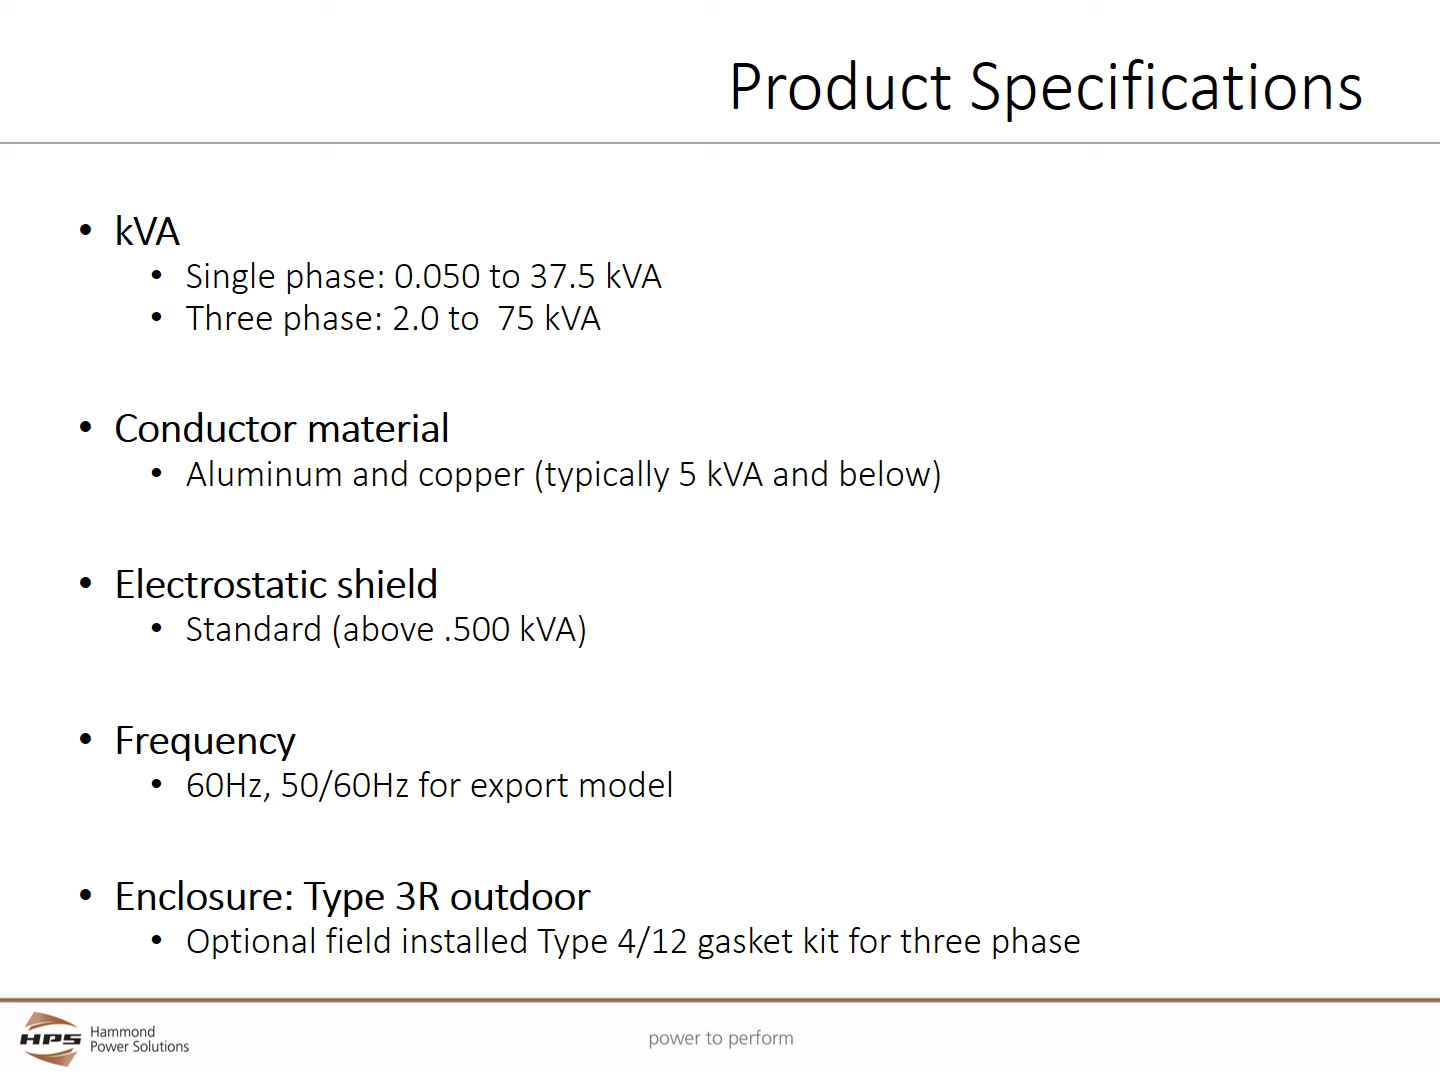 Product Specifications
• kVA
• Single phase: 0.050 to 37.5 kVA
• Three phase: 2.0 to  75 kVA
• Conductor material
• Aluminum and copper (typically 5 kVA and below)
• Electrostatic shield
• Standard (above .500 kVA)
• Frequency
• 60Hz, 50/60Hz for export model
• Enclosure: Type 3R outdoor
• Optional field installed Type 4/12 gasket kit for three phase
HPS
Hammond
Power Solutions
power to perform